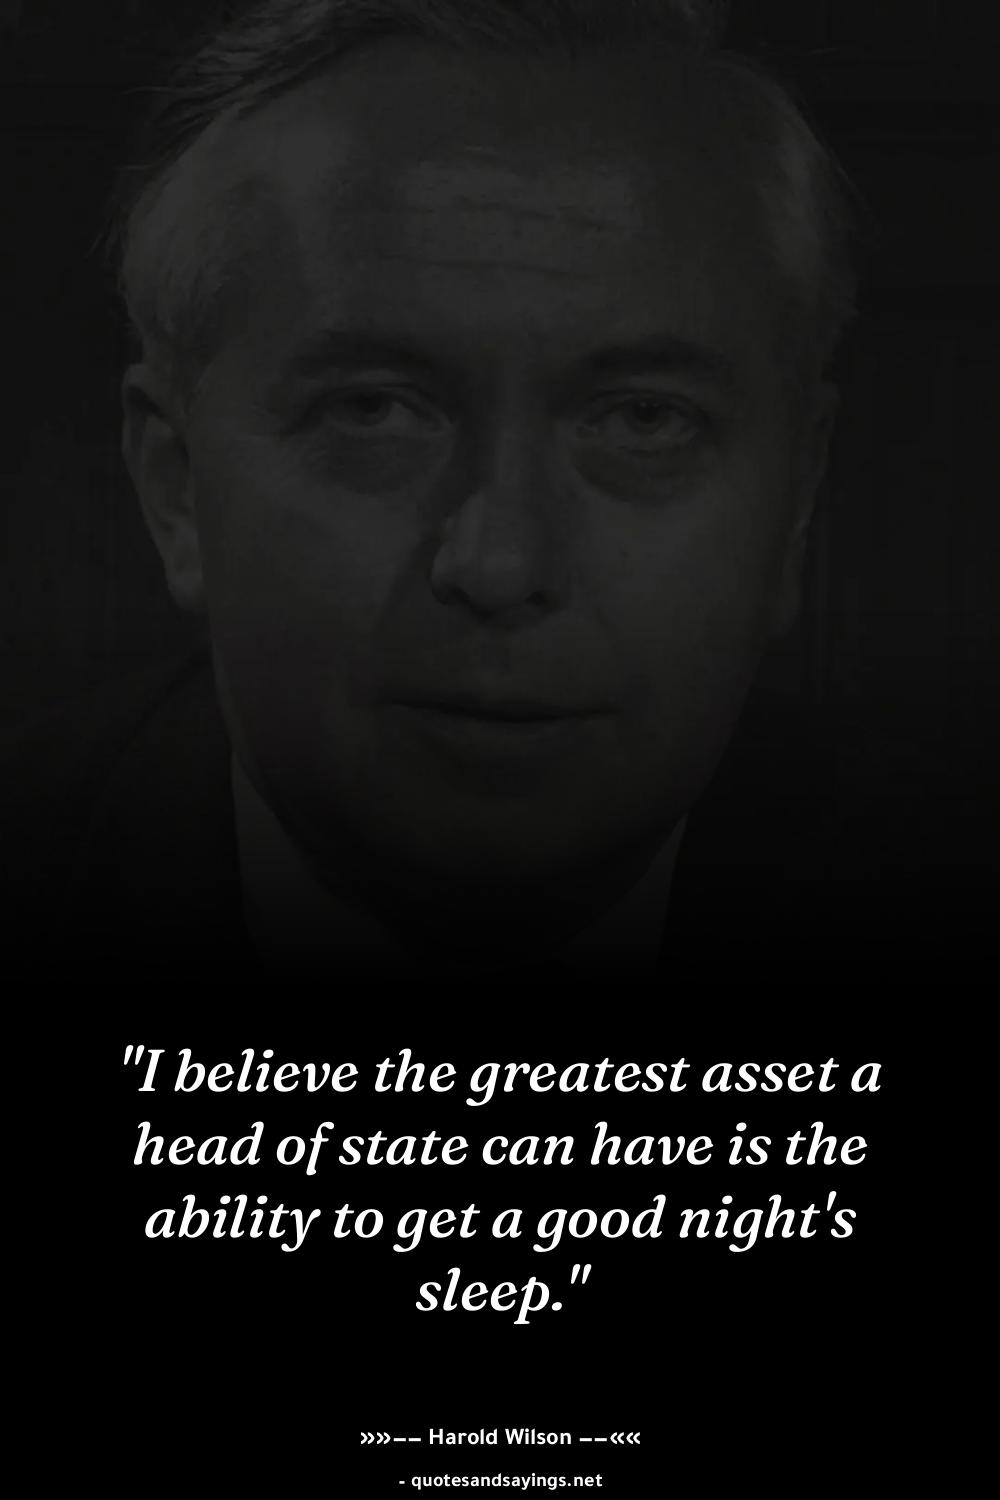 "I believe the greatest asset a
head of state can have is the
ability to get a good night's
sleep."
»»–– Harold Wilson ––««
- quotesandsayings.net